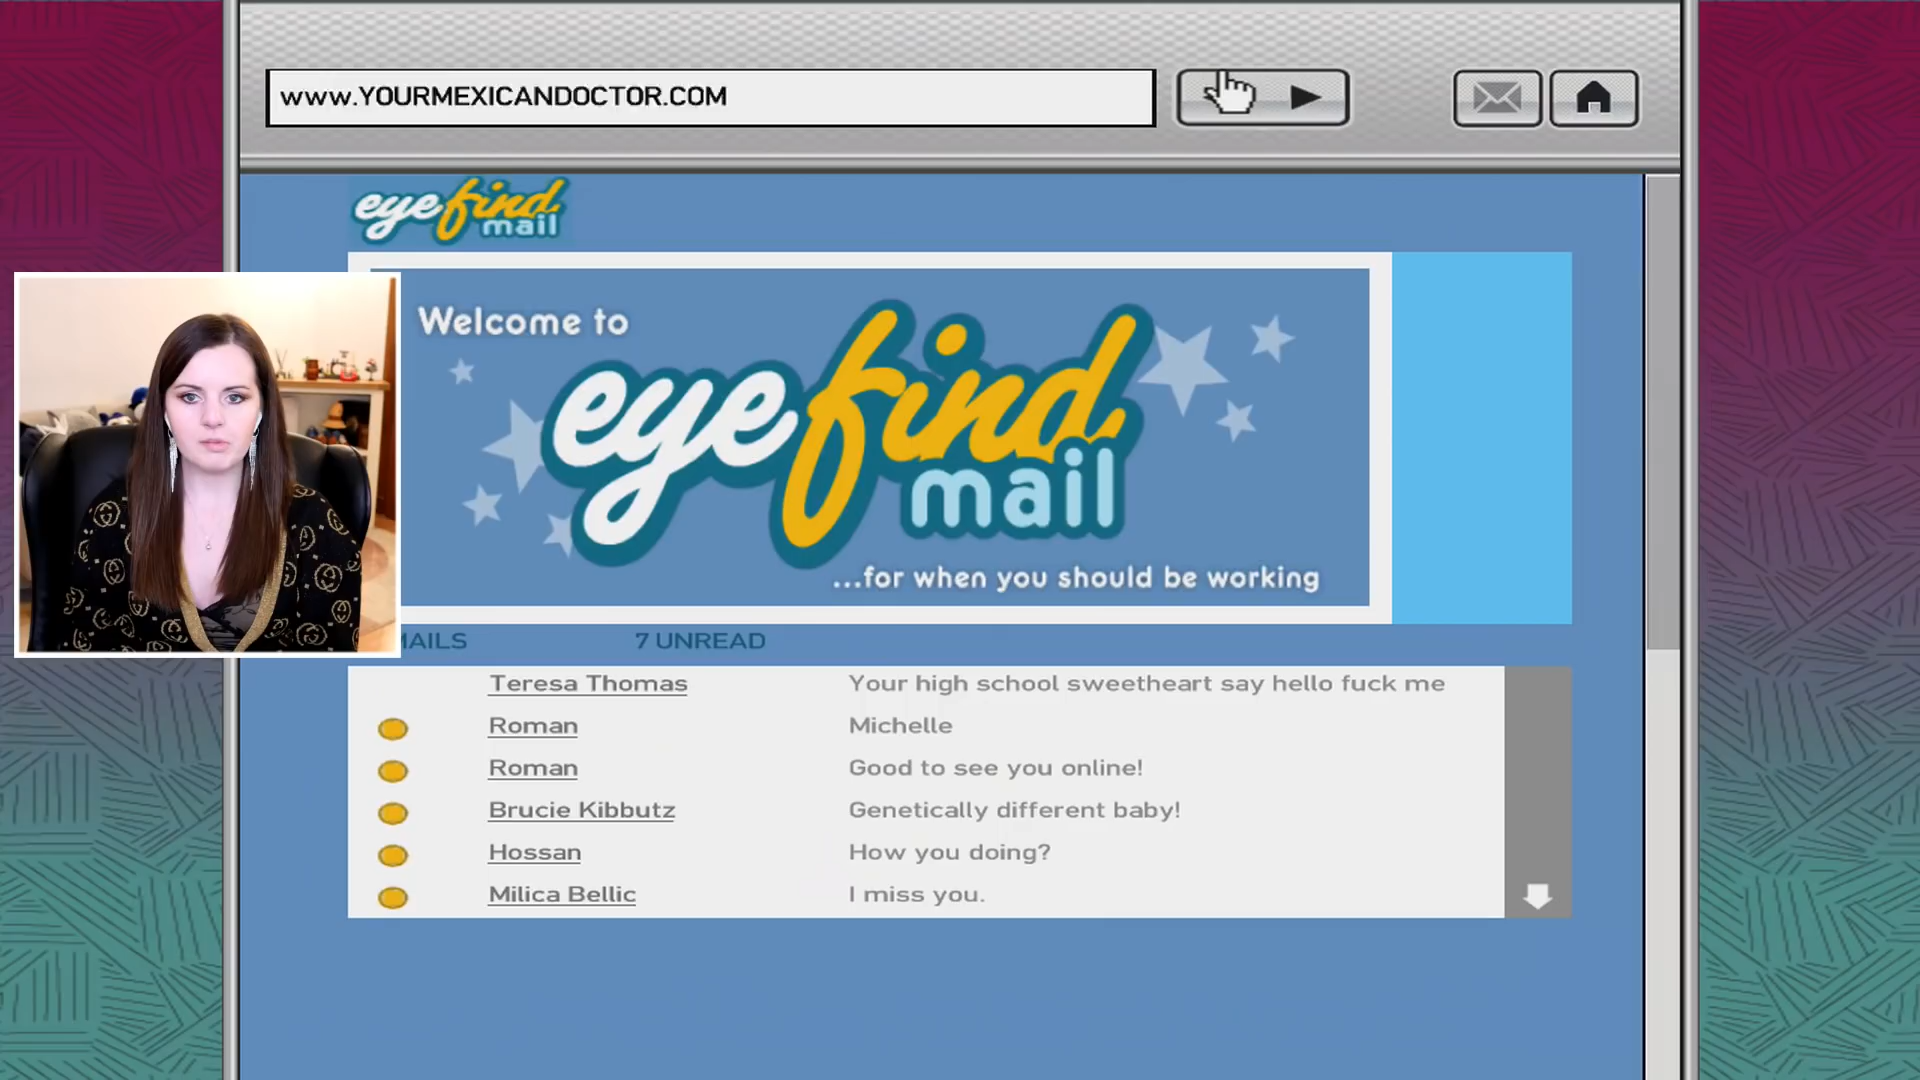 www.YOURMEXICANDOCTOR.COM
eyefind
mail
Welcome to
eyefind
mail
...for when you should be working
MAILS 7 UNREAD
Teresa Thomas Your high school sweetheart say hello fuck me
Roman Michelle
Roman Good to see you online!
Brucie Kibbutz Genetically different baby!
Hossan How you doing?
Milica Bellic I miss you.